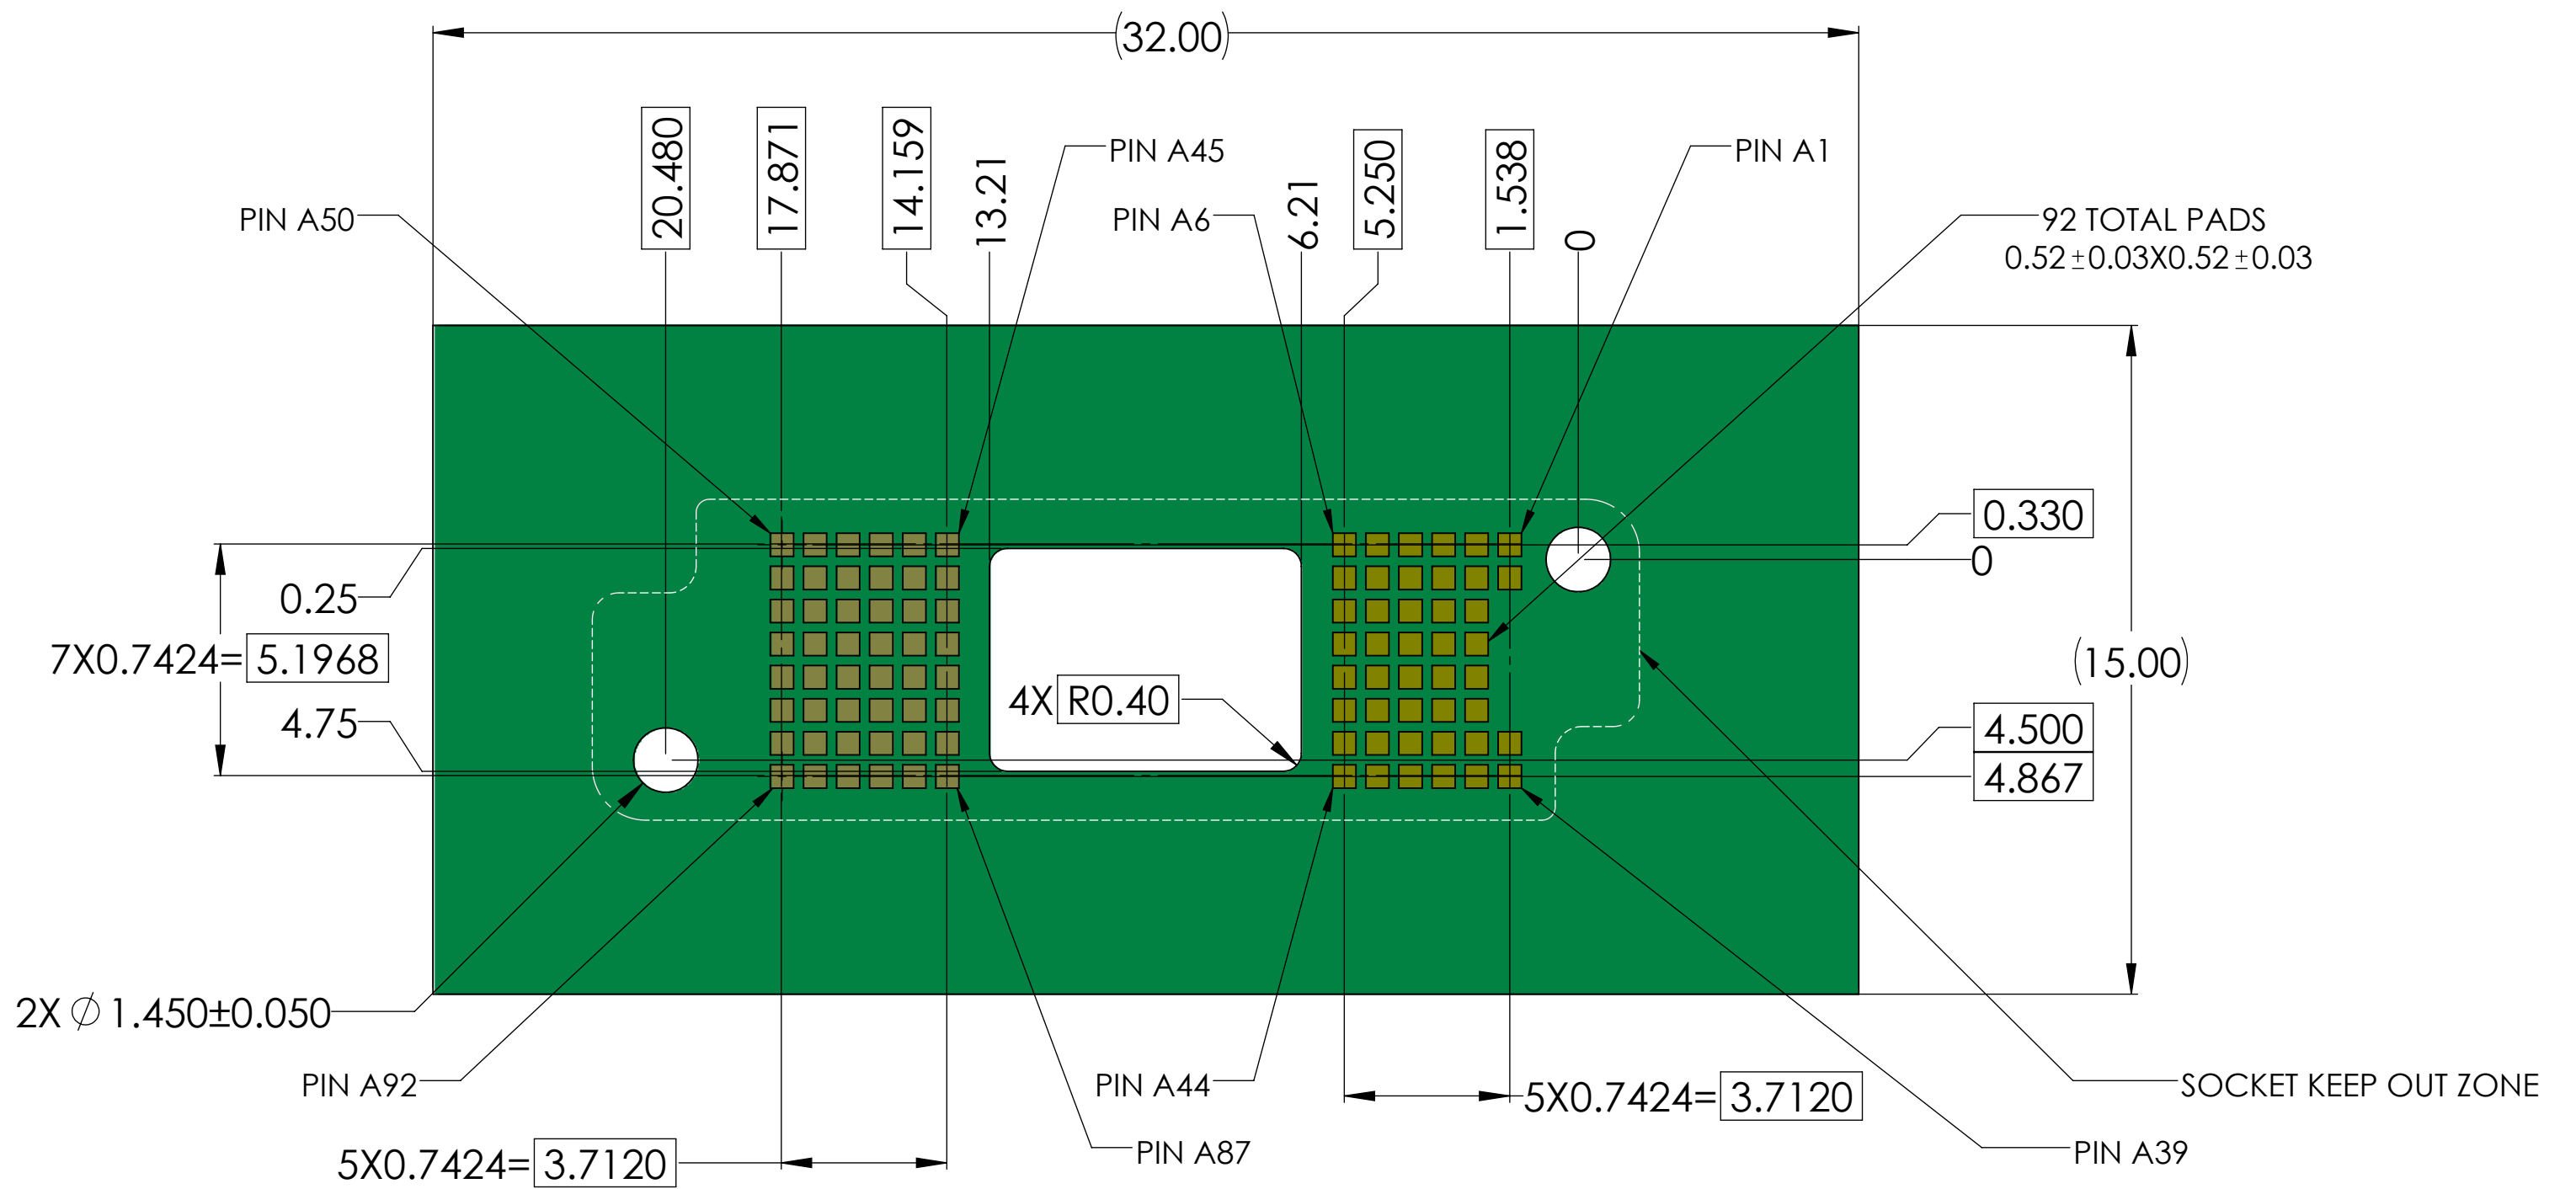 (32.00)
20.480
17.871
14.159
13.21
PIN A45
6.21
5.250
1.538
0
PIN A1
PIN A50
PIN A6
92 TOTAL PADS
0.52±0.03X0.52±0.03
0.330
0
0.25
7X0.7424= 5.1968
(15.00)
4X R0.40
4.75
4.500
4.867
2X ∅ 1.450±0.050
PIN A92
PIN A44
5X0.7424= 3.7120
SOCKET KEEP OUT ZONE
5X0.7424= 3.7120
PIN A87
PIN A39